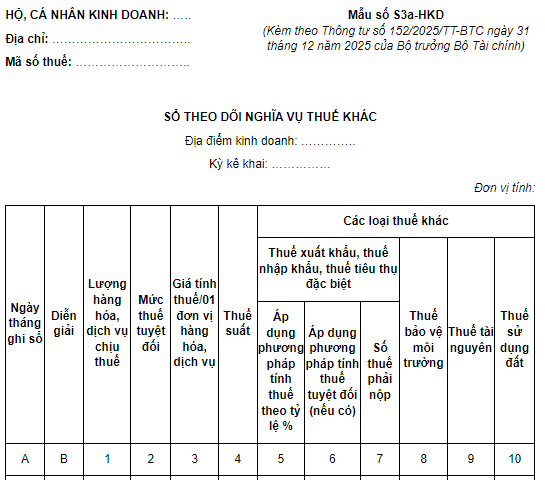 HỘ, CÁ NHÂN KINH DOANH: …..
Địa chỉ: …………………………………
Mã số thuế: ……………………………..
Mẫu số S3a-HKD
(Kèm theo Thông tư số 152/2025/TT-BTC ngày 31
tháng 12 năm 2025 của Bộ trưởng Bộ Tài chính)
SỔ THEO DÕI NGHĨA VỤ THUẾ KHÁC
Địa điểm kinh doanh: …………..
Kỳ kê khai: ……………
Đơn vị tính:
Ngày
tháng
ghi sổ
Diễn
giải
Lượng
hàng
hóa,
dịch vụ
chịu
thuế
Mức
thuế
tuyệt
đối
Giá tính
thuế/01
đơn vị
hàng
hóa,
dịch vụ
Thuế
suất
Các loại thuế khác
Thuế xuất khẩu, thuế
nhập khẩu, thuế tiêu thụ
đặc biệt
Áp
dụng
phương
pháp
tính
thuế
theo tỷ
lệ %
Áp dụng
phương
pháp tính
thuế
tuyệt đối
(nếu có)
Số
thuế
phải
nộp
Thuế
bảo vệ
môi
trường
Thuế tài
nguyên
Thuế
sử
dụng
đất
A B 1 2 3 4 5 6 7 8 9 10